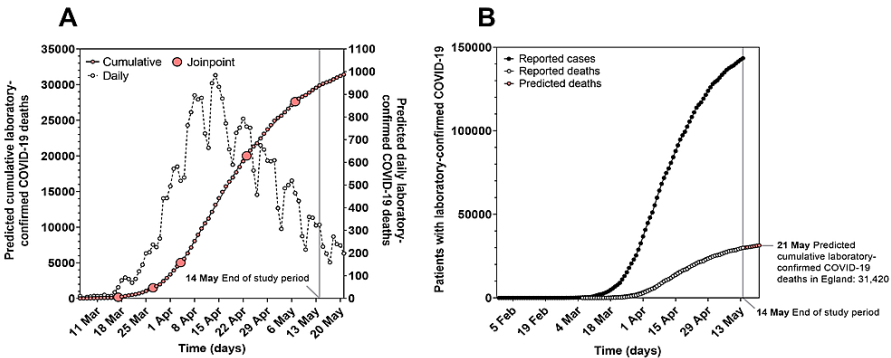 A
Predicted cumulative laboratory-
confirmed COVID-19 deaths
35000
30000
25000
20000
15000
10000
5000
0
Cumulative
Joinpoint
Daily
14 May End of study period
1100
1000
900
800
700
600
500
400
300
200
100
0
Predicted daily laboratory-
confirmed COVID-19
deaths
11 Mar
18 Mar
25 Mar
1 Apr
8 Apr
15 Apr
22 Apr
29 Apr
6 May
13 May
20 May
Time (days)
B
Patients with laboratory-confirmed COVID-19
150000
100000
50000
0
Reported cases
Reported deaths
Predicted deaths
21 May Predicted
cumulative laboratory-
confirmed COVID-19
deaths in Egland: 31,420
14 May End of study period
5 Feb
19 Feb
4 Mar
18 Mar
1 Apr
15 Apr
29 Apr
13 May
Time (days)